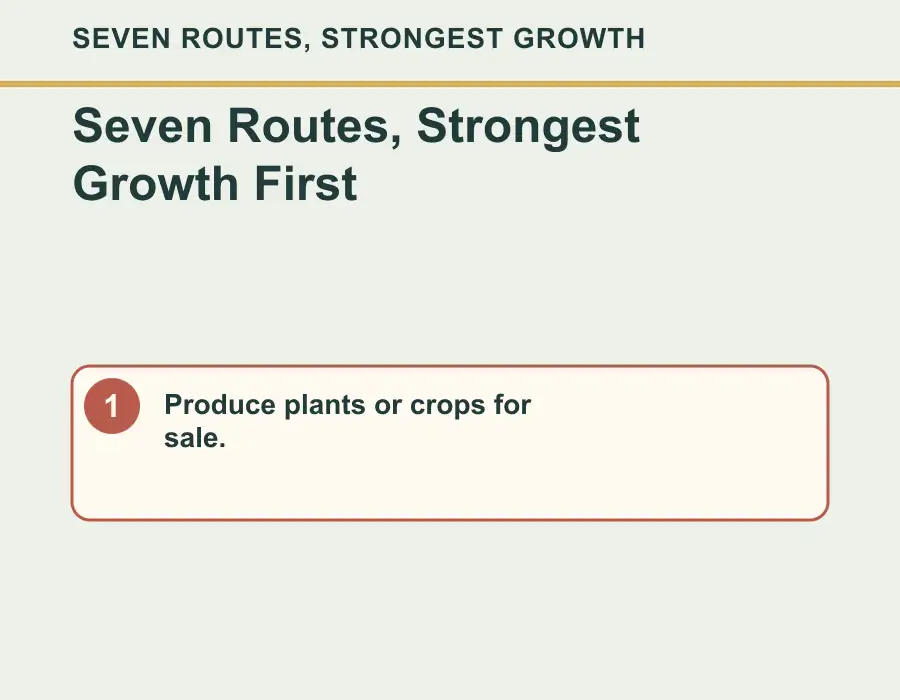 SEVEN ROUTES, STRONGEST GROWTH
Seven Routes, Strongest
Growth First
1
Produce plants or crops for
sale.